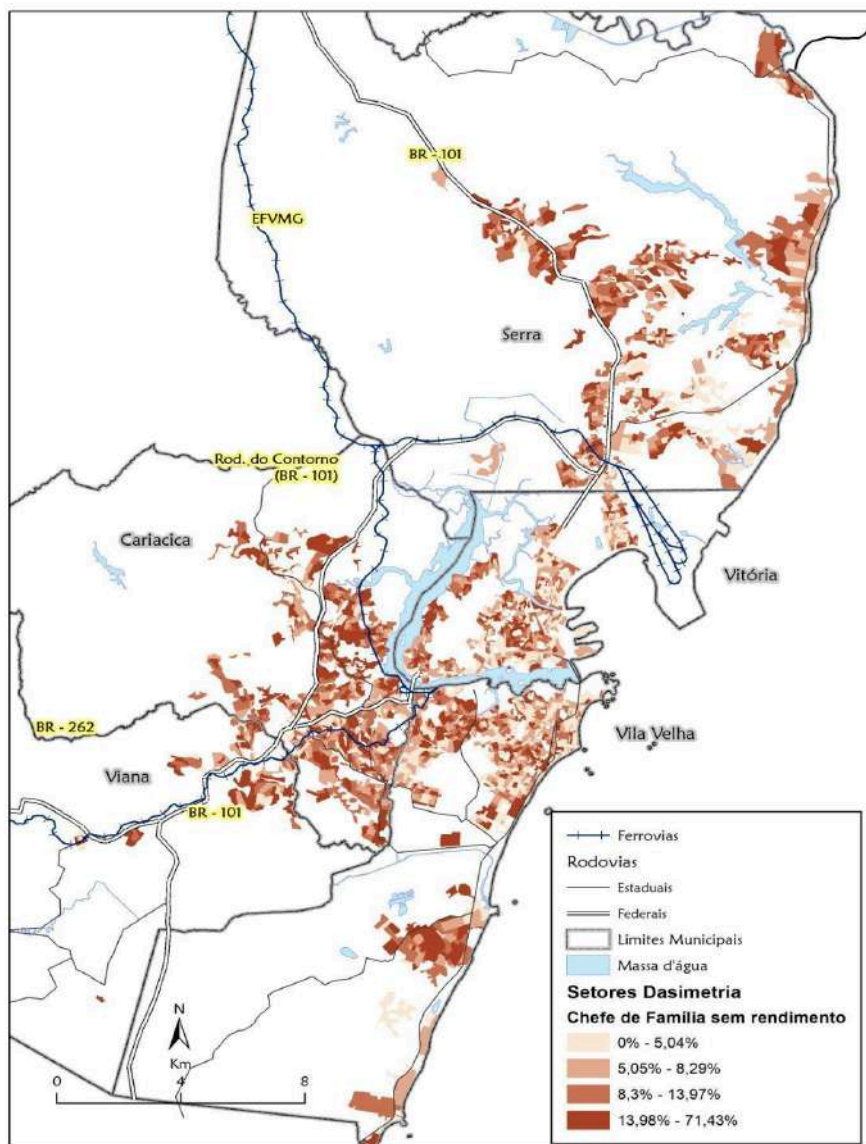 BR - 101
EFVMG
Serra
Rod. do Contorno
(BR - 101)
Cariacica
Vitória
BR - 262
Vila Velha
Viana
BR - 101
Ferrovias
Rodovias
Estaduais
Federais
Limites Municipais
Massa d'água
Setores Dasimetria
Chefe de Família sem rendimento
0% - 5,04%
5,05% - 8,29%
8,3% - 13,97%
13,98% - 71,43%
N
Km
0 4 8